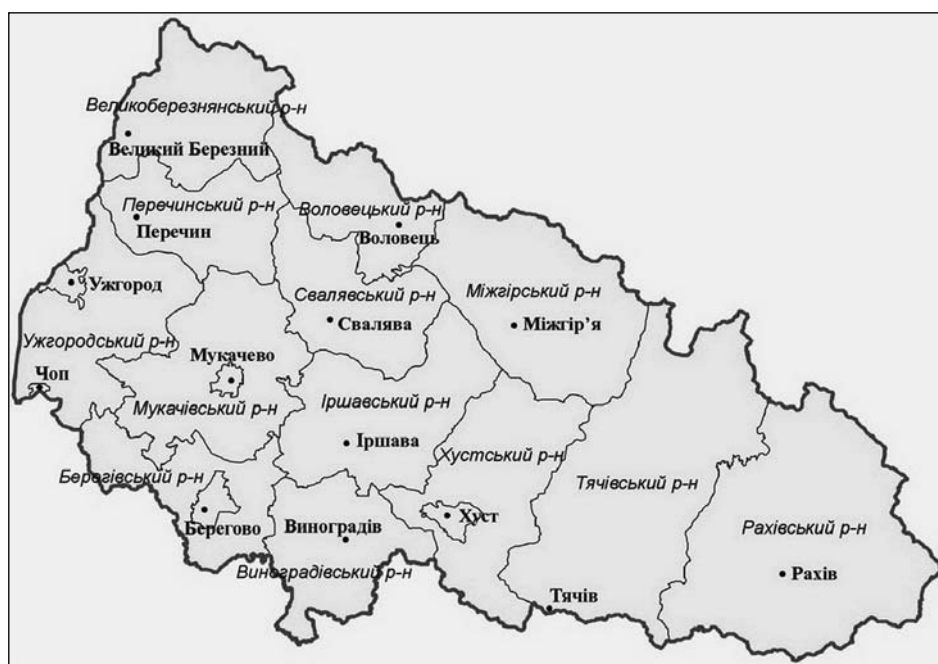 Великоберезнянський р-н
Великий Березний
Перечинський р-н
Перечин
Воловецький р-н
Воловець
Ужгород
Свалявський р-н
Свалява
Міжгірський р-н
Міжгір’я
Ужгородський р-н
Чоп
Мукачево
Мукачівський р-н
Іршавський р-н
Іршава
Хустський р-н
Берегівський р-н
Берегово
Виноградів
Виноградівський р-н
Хуст
Тячівський р-н
Тячів
Рахівський р-н
Рахів